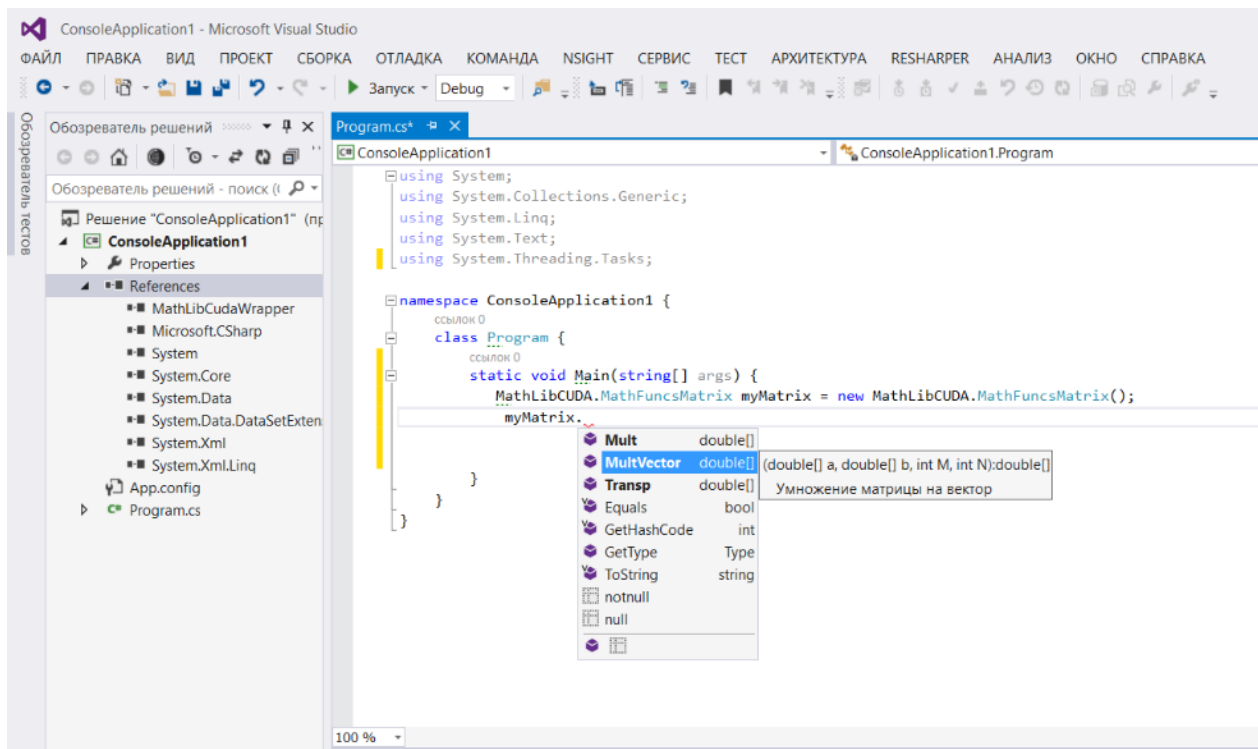 ConsoleApplication1 - Microsoft Visual Studio
ФАЙЛ ПРАВКА ВИД ПРОЕКТ СБОРКА ОТЛАДКА КОМАНДА NSIGHT СЕРВИС ТЕСТ АРХИТЕКТУРА RESHARPER АНАЛИЗ ОКНО СПРАВКА
Запуск Debug
Обозреватель тестов
Обозреватель решений
Обозреватель решений - поиск (
Решение "ConsoleApplication1" (пр
ConsoleApplication1
Properties
References
MathLibCudaWrapper
Microsoft.CSharp
System
System.Core
System.Data
System.Data.DataSetExten
System.Xml
System.Xml.Linq
App.config
C# Program.cs
Program.cs*
C# ConsoleApplication1
ConsoleApplication1.Program
using System;
using System.Collections.Generic;
using System.Linq;
using System.Text;
using System.Threading.Tasks;
namespace ConsoleApplication1 {
ссылок 0
class Program {
ссылок 0
static void Main(string[] args) {
MathLibCUDA.MathFuncsMatrix myMatrix = new MathLibCUDA.MathFuncsMatrix();
myMatrix.
Mult double[]
MultVector double[] (double[] a, double[] b, int M, int N):double[]
Умножение матрицы на вектор
Transp double[]
Equals bool
GetHashCode int
GetType Type
ToString string
notnull
null
}
}
}
100 %